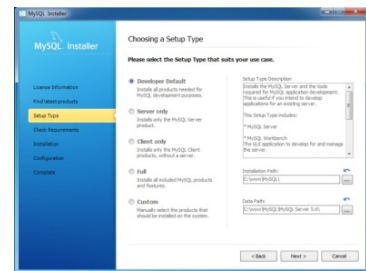 MySQL Installer
MySQL. Installer
License Information
Find latest products
Setup Type
Check Requirements
Installation
Configuration
Complete
Choosing a Setup Type
Please select the Setup Type that suits your use case.
Developer Default
Installs all products needed for
MySQL development purposes.
Server only
Installs only the MySQL Server
product.
Client only
Installs only the MySQL Client
products, without a server.
Full
Installs all included MySQL products
and features.
Custom
Manually select the products that
should be installed on the system.
Setup Type Description
Installs the MySQL Server and the tools
required for MySQL application development.
This is useful if you intend to develop
applications for an existing server.
This Setup Type includes:
* MySQL Server
* MySQL Workbench
The GUI application to develop for and manage
the server.
Installation Path:
...
Data Path:
...
< Back
Next >
Cancel